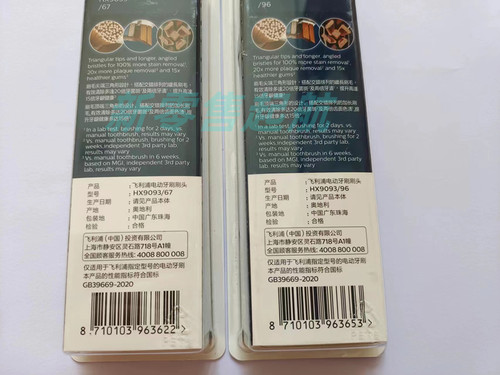 /67
Triangular tips and longer, angled
bristles for 100% more stain removal¹
20x more plaque removal² and 15x
healthier gums³
¹ In a lab test, brushing for 2 days, vs.
manual toothbrush, results may vary
² Vs. manual toothbrush, brushing for 2
weeks, independent 3rd party lab,
results may vary
³ Vs. manual toothbrush in 6 weeks,
based on MGI, independent 3rd party
lab. Results may vary
产品 : 飞利浦电动牙刷刷头
型号 : HX9093/67
生产日期 : 请见产品本体
产地 : 奥地利
包装地 : 中国广东珠海
检验 : 合格
飞利浦(中国)投资有限公司
上海市静安区灵石路718号A1幢
全国顾客服务热线: 4008 800 008
仅适用于飞利浦指定型号的电动牙刷
本产品的性能指标符合国标
GB39669-2020
8 710103 963622 >
/96
Triangular tips and longer, angled
bristles for 100% more stain removal¹
20x more plaque removal² and 15x
healthier gums³
¹ In a lab test, brushing for 2 days, vs.
manual toothbrush, results may vary
² Vs. manual toothbrush, brushing for 2
weeks, independent 3rd party lab,
results may vary
³ Vs. manual toothbrush in 6 weeks,
based on MGI, independent 3rd party
lab. Results may vary
产品 : 飞利浦电动牙刷刷头
型号 : HX9093/96
生产日期 : 请见产品本体
产地 : 奥地利
包装地 : 中国广东珠海
检验 : 合格
飞利浦(中国)投资有限公司
上海市静安区灵石路718号A1幢
全国顾客服务热线: 4008 800 008
仅适用于飞利浦指定型号的电动牙刷
本产品的性能指标符合国标
GB39669-2020
8 710103 963653 >